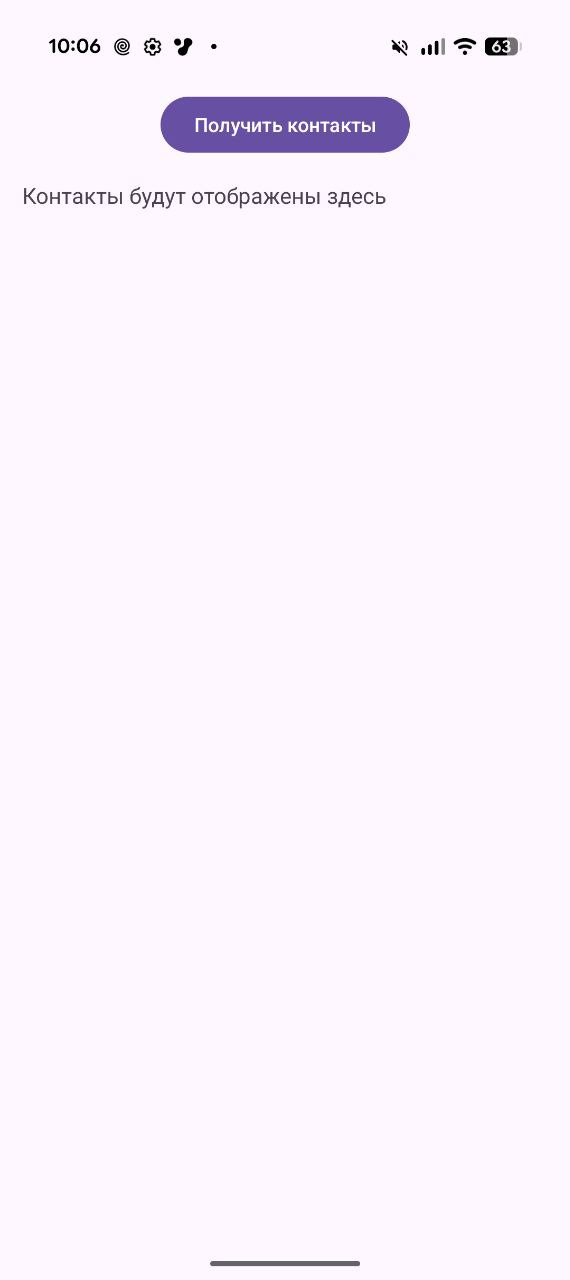 10:06
63
Получить контакты
Контакты будут отображены здесь